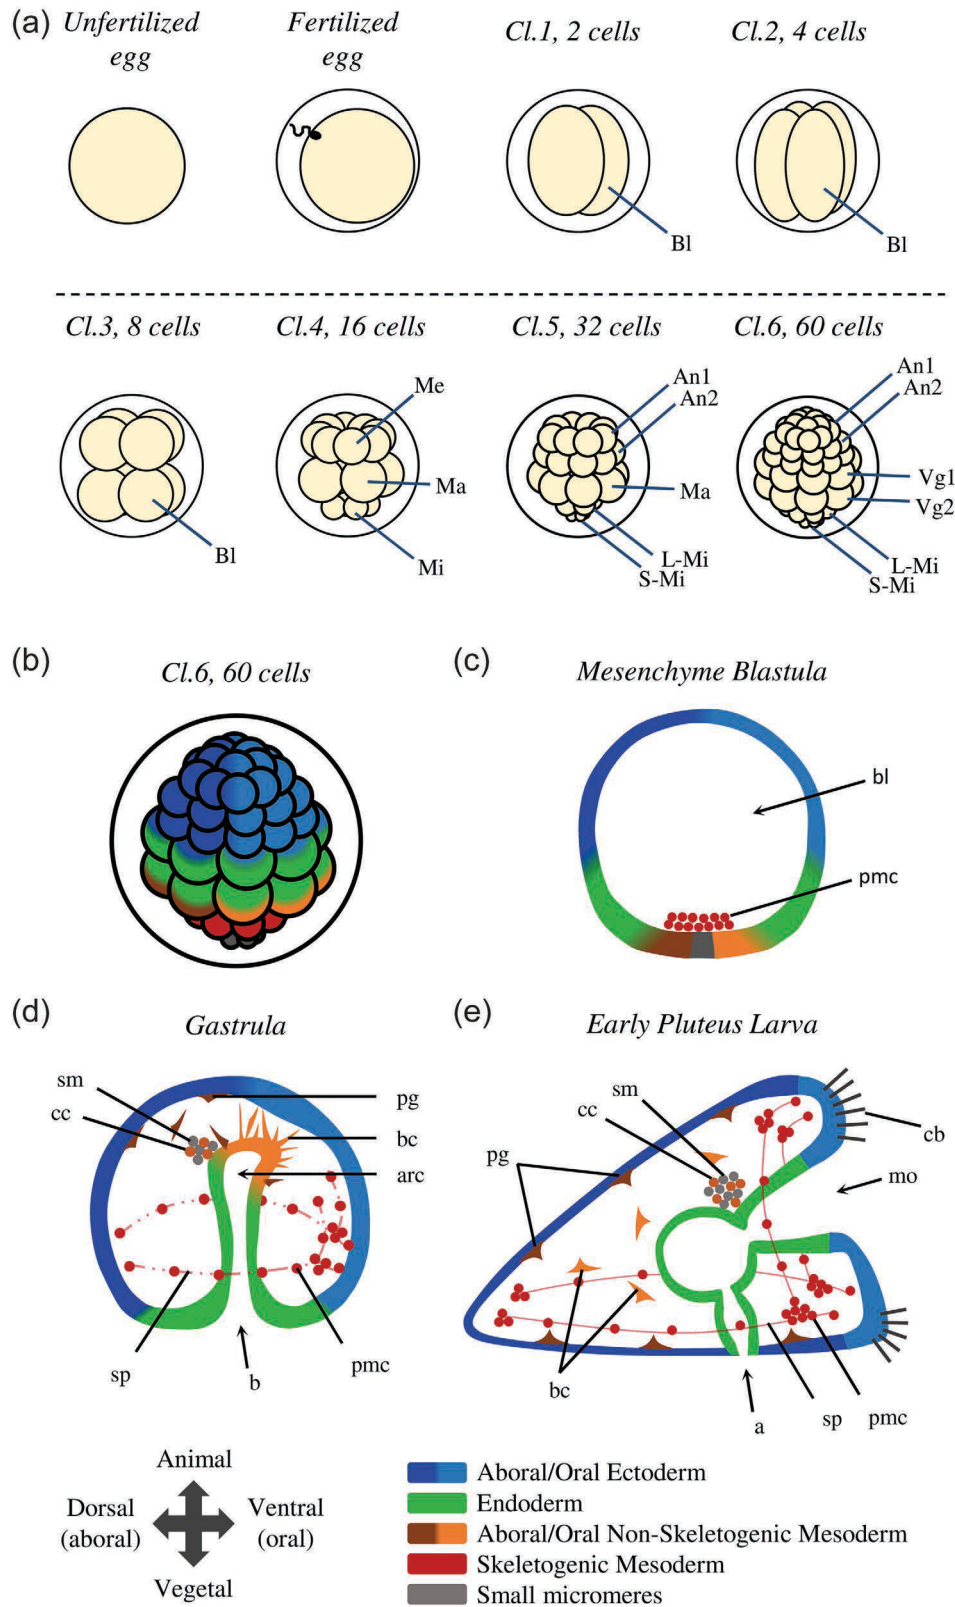 (a)
Unfertilized
egg
Fertilized
egg
Cl.1, 2 cells
Cl.2, 4 cells
Bl
Bl
Cl.3, 8 cells
Cl.4, 16 cells
Cl.5, 32 cells
Cl.6, 60 cells
Bl
Me
Ma
Mi
An1
An2
Ma
L-Mi
S-Mi
An1
An2
Vg1
Vg2
L-Mi
S-Mi
(b)
Cl.6, 60 cells
(c)
Mesenchyme Blastula
bl
pmc
(d)
Gastrula
sm
cc
pg
bc
arc
sp
b
pmc
(e)
Early Pluteus Larva
sm
cc
pg
cb
mo
bc
a
sp
pmc
Animal
Dorsal
(aboral)
Ventral
(oral)
Vegetal
Aboral/Oral Ectoderm
Endoderm
Aboral/Oral Non-Skeletogenic Mesoderm
Skeletogenic Mesoderm
Small micromeres